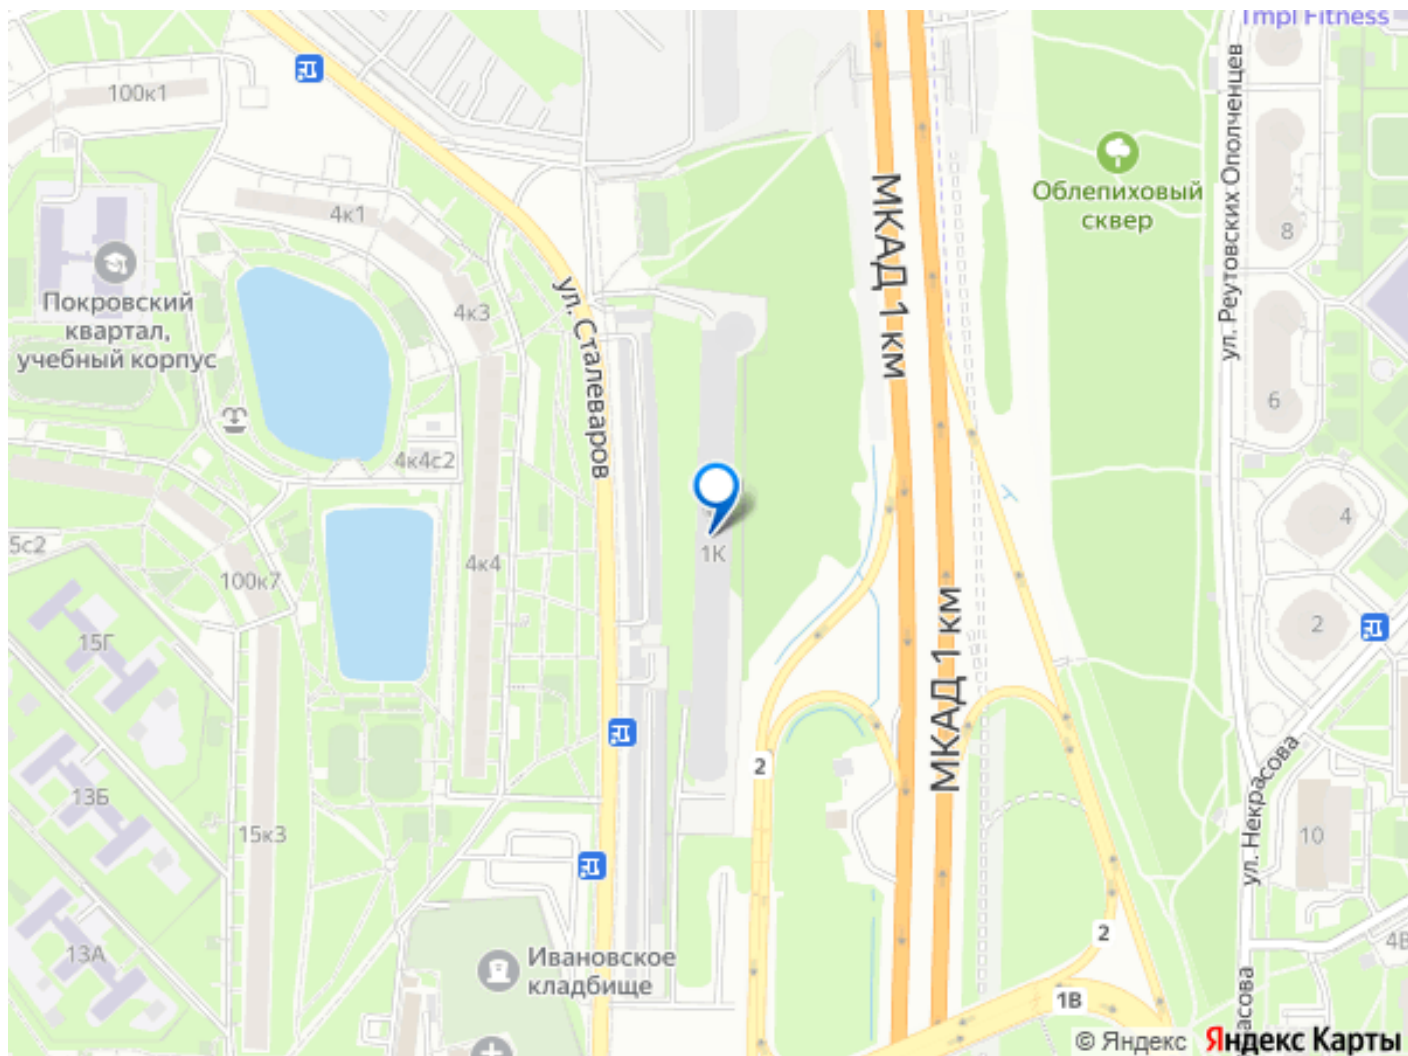 Tmpl Fitness
100к1
ул. Реутовских Ополченцев
Облепиховый
сквер
МКАД 1 км
4к1
8
Покровский
квартал,
учебный корпус
4к3
ул. Сталеваров
6
4к4с2
4
5с2
1К
4к4
100к7
МКАД 1 км
2
15Г
2
ул. Некрасова
13Б
15к3
10
2
4В
13А
Ивановское
кладбище
1В
асова
© Яндекс Яндекс Карты